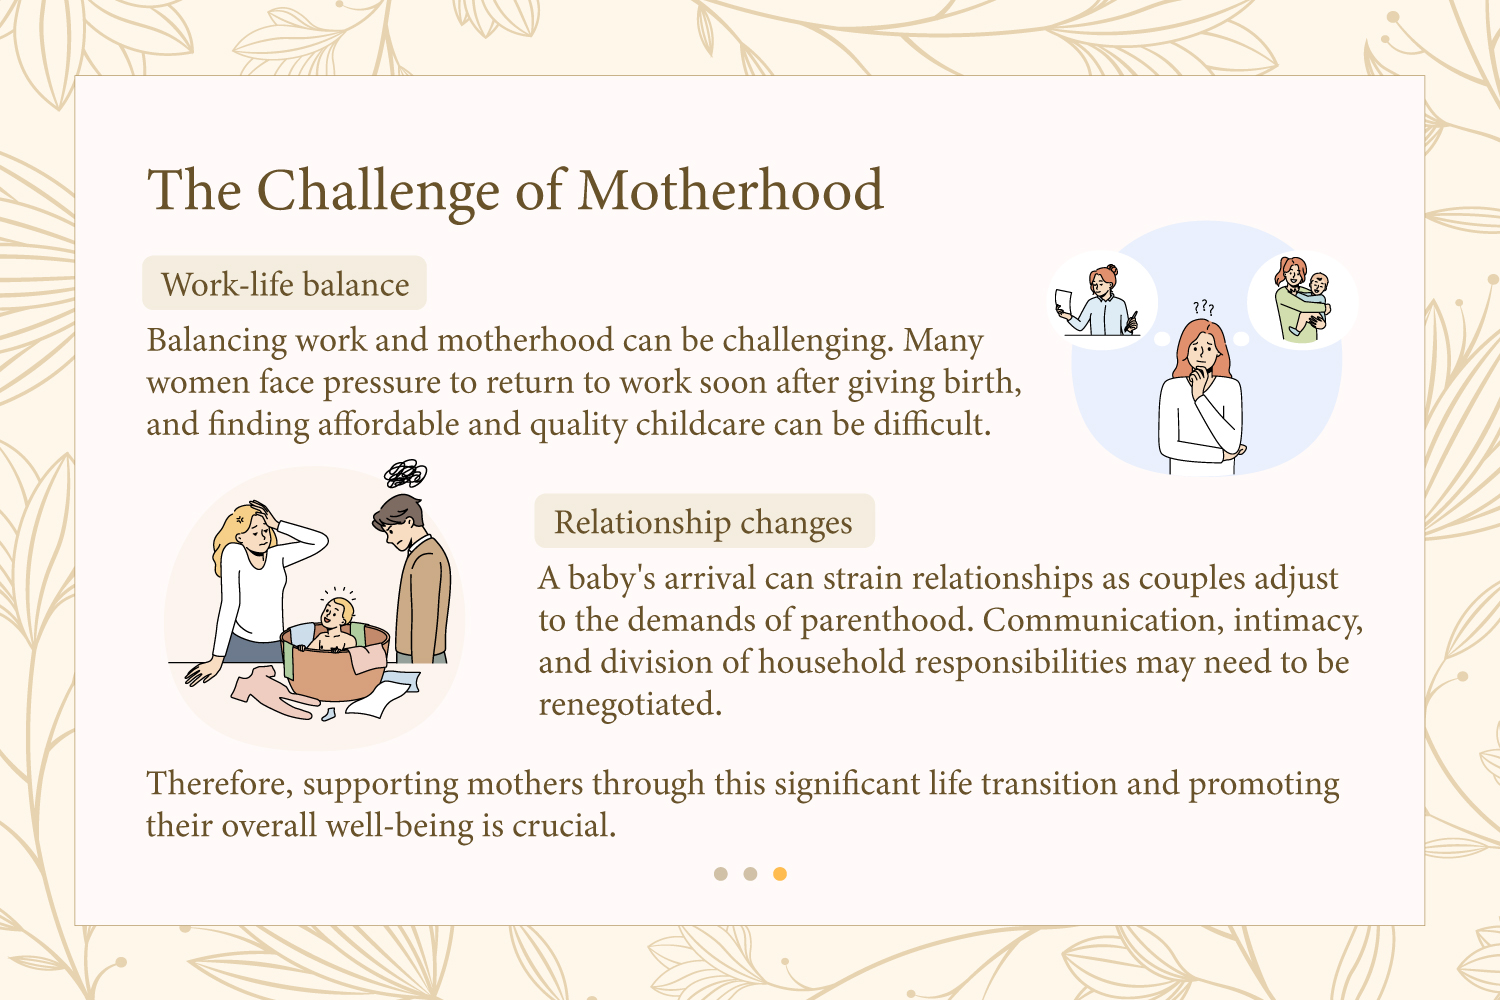 The Challenge of Motherhood
Work-life balance
Balancing work and motherhood can be challenging. Many
women face pressure to return to work soon after giving birth,
and finding affordable and quality childcare can be difficult.
???
Relationship changes
A baby's arrival can strain relationships as couples adjust
to the demands of parenthood. Communication, intimacy,
and division of household responsibilities may need to be
renegotiated.
Therefore, supporting mothers through this significant life transition and promoting
their overall well-being is crucial.